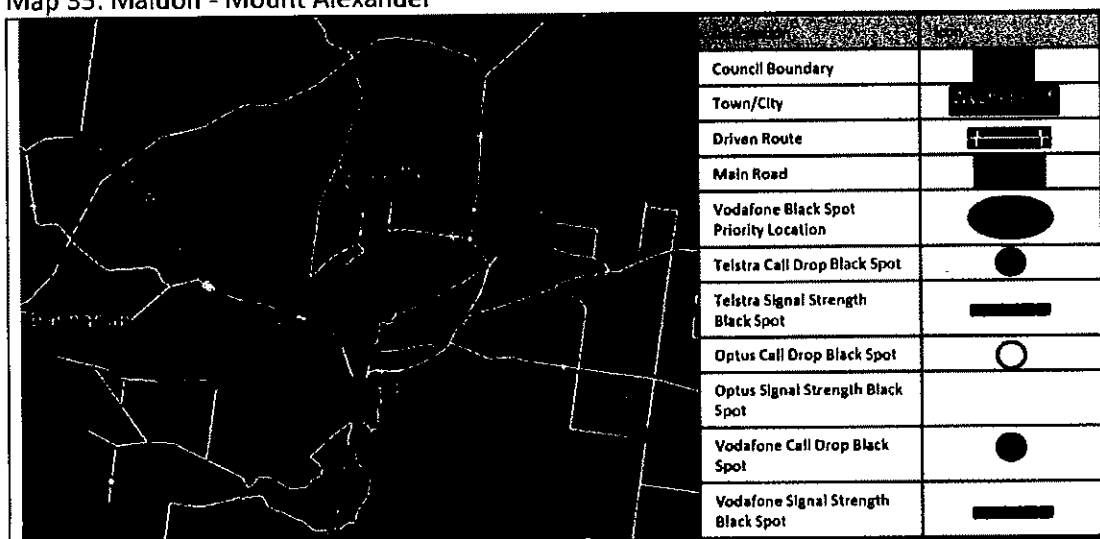 Map 35: Maldon - Mount Alexander
Council Boundary
Town/City
Driven Route
Main Road
Vodafone Black Spot
Priority Location
Telstra Call Drop Black Spot
Telstra Signal Strength
Black Spot
Optus Call Drop Black Spot
Optus Signal Strength Black
Spot
Vodafone Call Drop Black
Spot
Vodafone Signal Strength
Black Spot